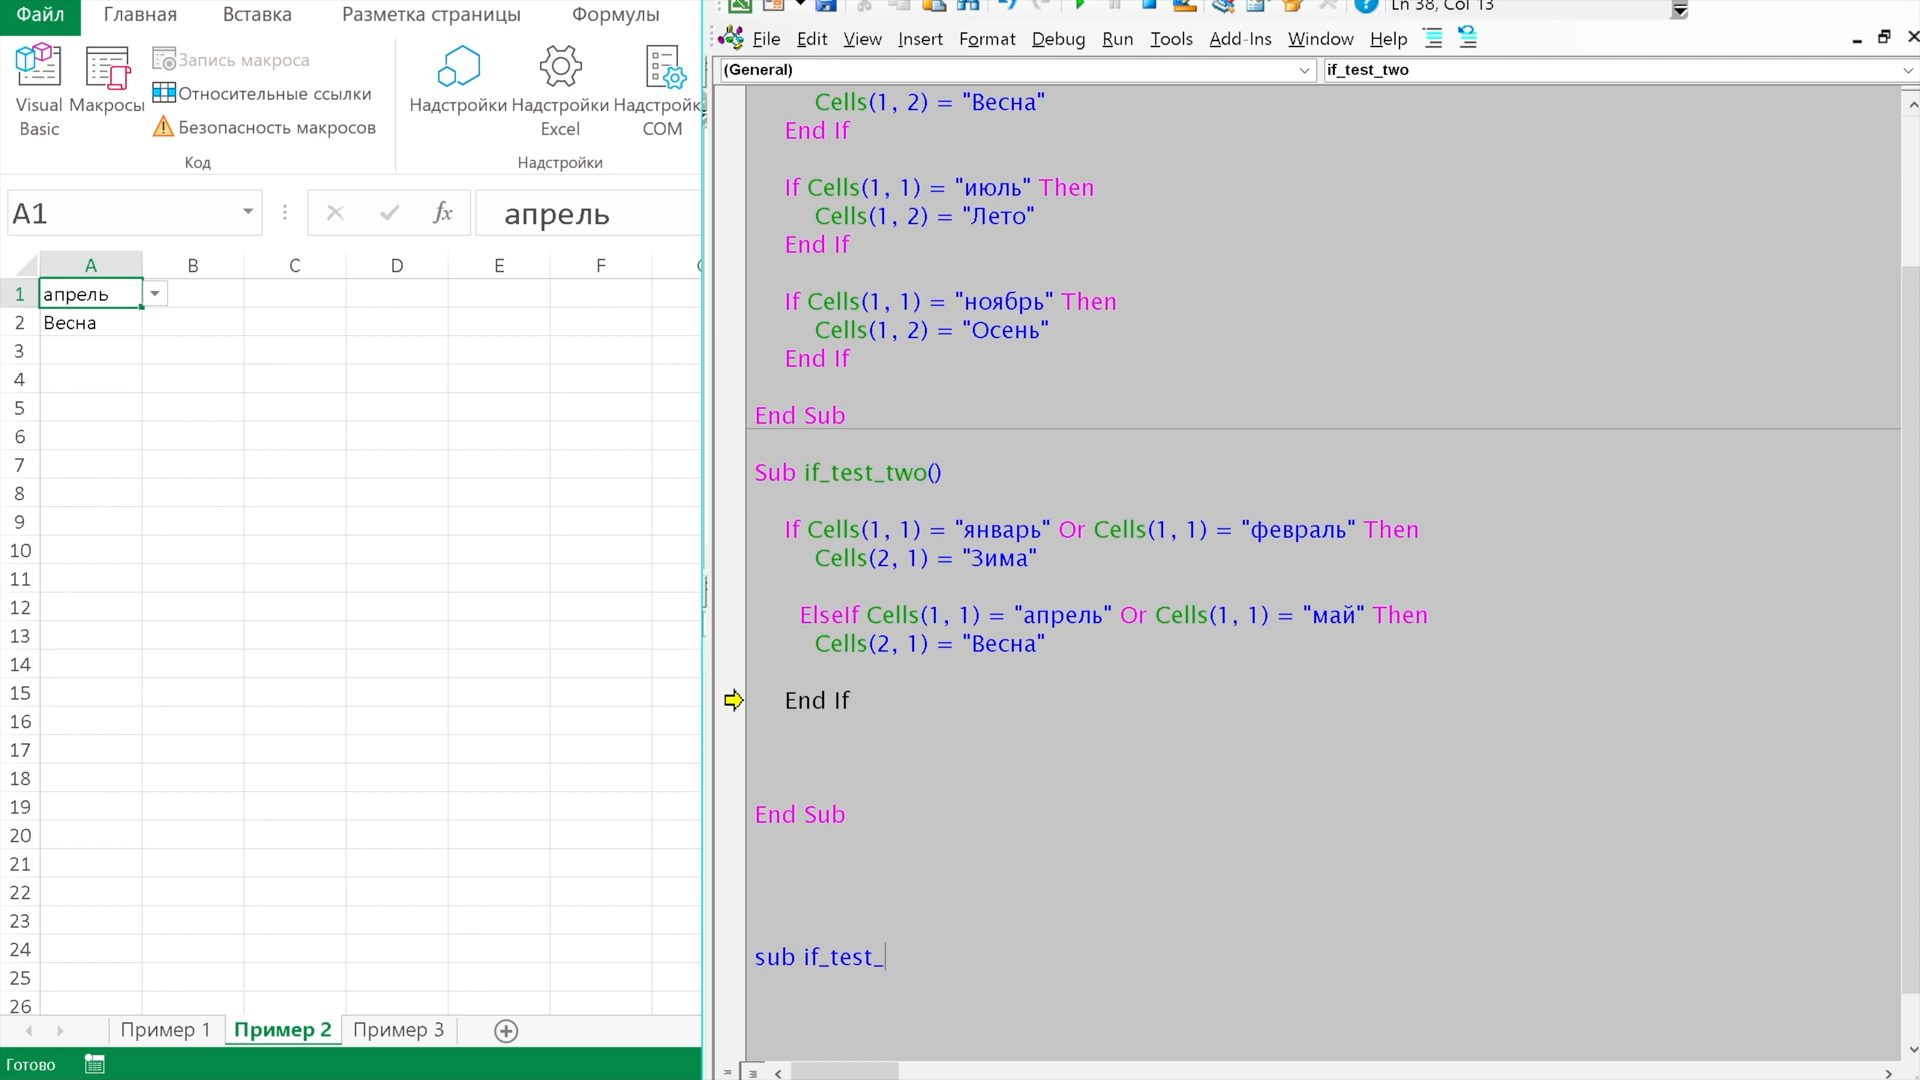 Файл Главная Вставка Разметка страницы Формулы
Visual Basic
Макросы
Запись макроса
Относительные ссылки
Безопасность макросов
Код
Надстройки
Надстройки Excel
Надстройк COM
Надстройки
A1
fx
апрель
A B C D E F
1 апрель
2 Весна
3
4
5
6
7
8
9
10
11
12
13
14
15
16
17
18
19
20
21
22
23
24
25
26
Пример 1 Пример 2 Пример 3
Готово
Ln 38, Col 13
File Edit View Insert Format Debug Run Tools Add-Ins Window Help
(General) if_test_two
Cells(1, 2) = "Весна"
End If
If Cells(1, 1) = "июль" Then
Cells(1, 2) = "Лето"
End If
If Cells(1, 1) = "ноябрь" Then
Cells(1, 2) = "Осень"
End If
End Sub
Sub if_test_two()
If Cells(1, 1) = "январь" Or Cells(1, 1) = "февраль" Then
Cells(2, 1) = "Зима"
ElseIf Cells(1, 1) = "апрель" Or Cells(1, 1) = "май" Then
Cells(2, 1) = "Весна"
End If
End Sub
sub if_test_